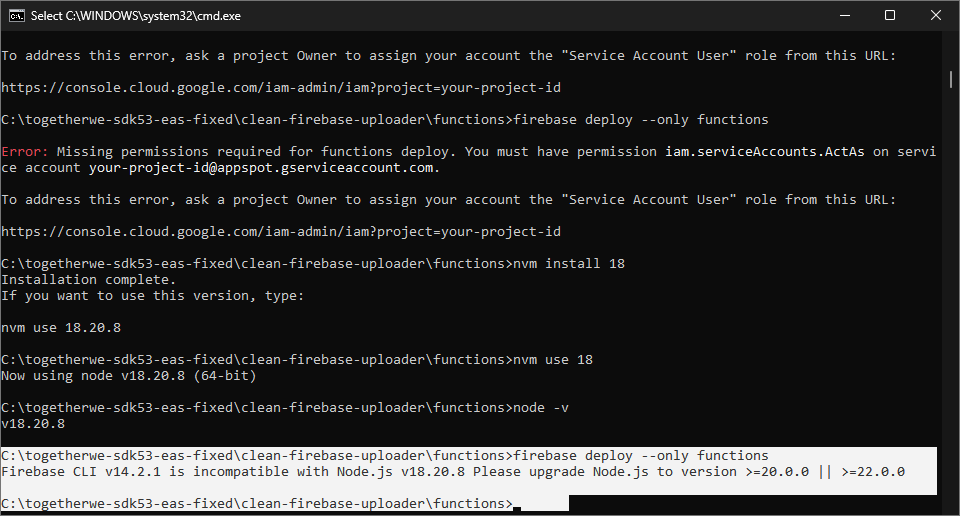 Select C:\WINDOWS\system32\cmd.exe
To address this error, ask a project Owner to assign your account the "Service Account User" role from this URL:
https://console.cloud.google.com/iam-admin/iam?project=your-project-id
C:\togetherwe-sdk53-eas-fixed\clean-firebase-uploader\functions>firebase deploy --only functions
Error: Missing permissions required for functions deploy. You must have permission iam.serviceAccounts.ActAs on servi
ce account your-project-id@appspot.gserviceaccount.com.
To address this error, ask a project Owner to assign your account the "Service Account User" role from this URL:
https://console.cloud.google.com/iam-admin/iam?project=your-project-id
C:\togetherwe-sdk53-eas-fixed\clean-firebase-uploader\functions>nvm install 18
Installation complete.
If you want to use this version, type:
nvm use 18.20.8
C:\togetherwe-sdk53-eas-fixed\clean-firebase-uploader\functions>nvm use 18
Now using node v18.20.8 (64-bit)
C:\togetherwe-sdk53-eas-fixed\clean-firebase-uploader\functions>node -v
v18.20.8
C:\togetherwe-sdk53-eas-fixed\clean-firebase-uploader\functions>firebase deploy --only functions
Firebase CLI v14.2.1 is incompatible with Node.js v18.20.8 Please upgrade Node.js to version >=20.0.0 || >=22.0.0
C:\togetherwe-sdk53-eas-fixed\clean-firebase-uploader\functions>